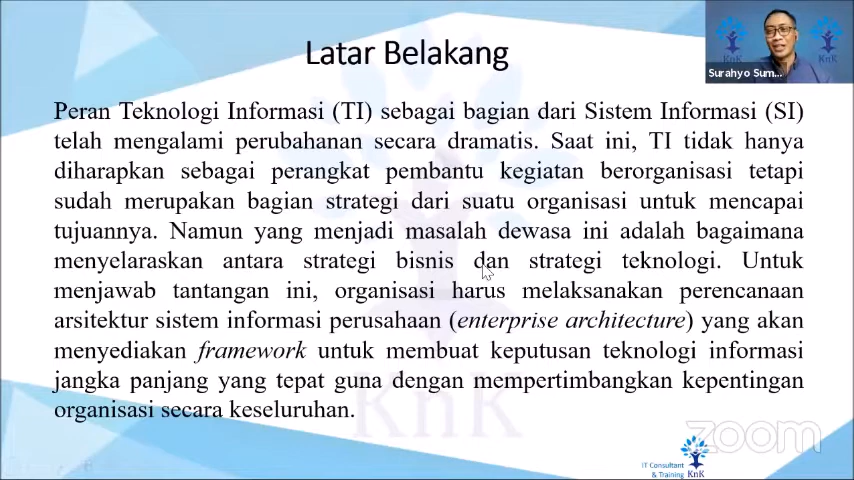 Latar Belakang
KnK
KnK
Surahyo Sum...
Peran Teknologi Informasi (TI) sebagai bagian dari Sistem Informasi (SI)
telah mengalami perubahanan secara dramatis. Saat ini, TI tidak hanya
diharapkan sebagai perangkat pembantu kegiatan berorganisasi tetapi
sudah merupakan bagian strategi dari suatu organisasi untuk mencapai
tujuannya. Namun yang menjadi masalah dewasa ini adalah bagaimana
menyelaraskan antara strategi bisnis dan strategi teknologi. Untuk
menjawab tantangan ini, organisasi harus melaksanakan perencanaan
arsitektur sistem informasi perusahaan (enterprise architecture) yang akan
menyediakan framework untuk membuat keputusan teknologi informasi
jangka panjang yang tepat guna dengan mempertimbangkan kepentingan
organisasi secara keseluruhan.
KnK
zoom
IT Consultant
& Training KnK